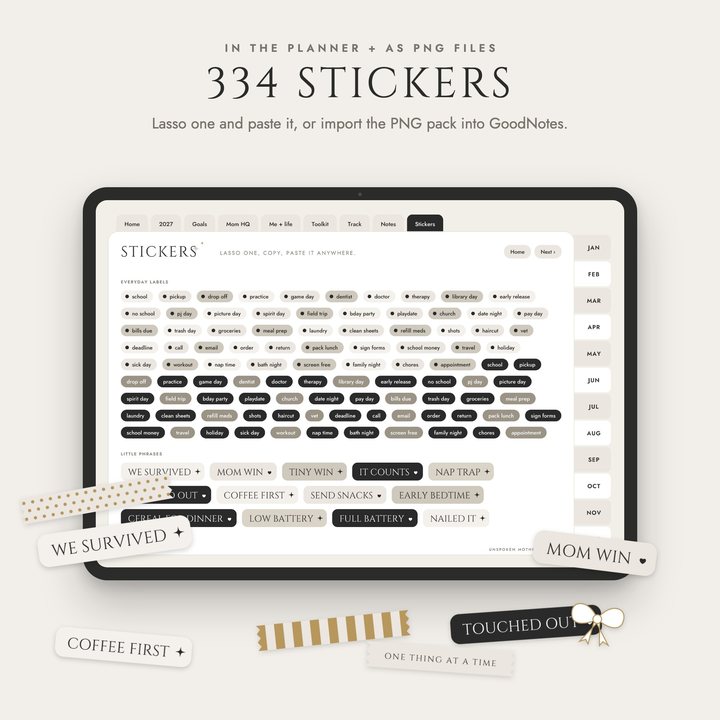 IN THE PLANNER + AS PNG FILES
334 STICKERS
Lasso one and paste it, or import the PNG pack into GoodNotes.
Home 2027 Goals Mom HQ Me + life Toolkit Track Notes Stickers
STICKERS LASSO ONE, COPY, PASTE IT ANYWHERE. Home Next ›
EVERYDAY LABELS
school pickup drop off practice game day dentist doctor therapy library day early release
no school pj day picture day spirit day field trip bday party playdate church date night pay day
bills due trash day groceries meal prep laundry clean sheets refill meds shots haircut vet
deadline call email order return pack lunch sign forms school money travel holiday
sick day workout nap time bath night screen free family night chores appointment school pickup
drop off practice game day dentist doctor therapy library day early release no school pj day picture day
spirit day field trip bday party playdate church date night pay day bills due trash day groceries meal prep
laundry clean sheets refill meds shots haircut vet deadline call email order return pack lunch sign forms
school money travel holiday sick day workout nap time bath night screen free family night chores appointment
LITTLE PHRASES
WE SURVIVED MOM WIN TINY WIN IT COUNTS NAP TRAP
OUT COFFEE FIRST SEND SNACKS EARLY BEDTIME
CEREAL DINNER LOW BATTERY FULL BATTERY NAILED IT
UNSPOKEN
JAN
FEB
MAR
APR
MAY
JUN
JUL
AUG
SEP
OCT
NOV
WE SURVIVED
MOM WIN
COFFEE FIRST
TOUCHED OUT
ONE THING AT A TIME